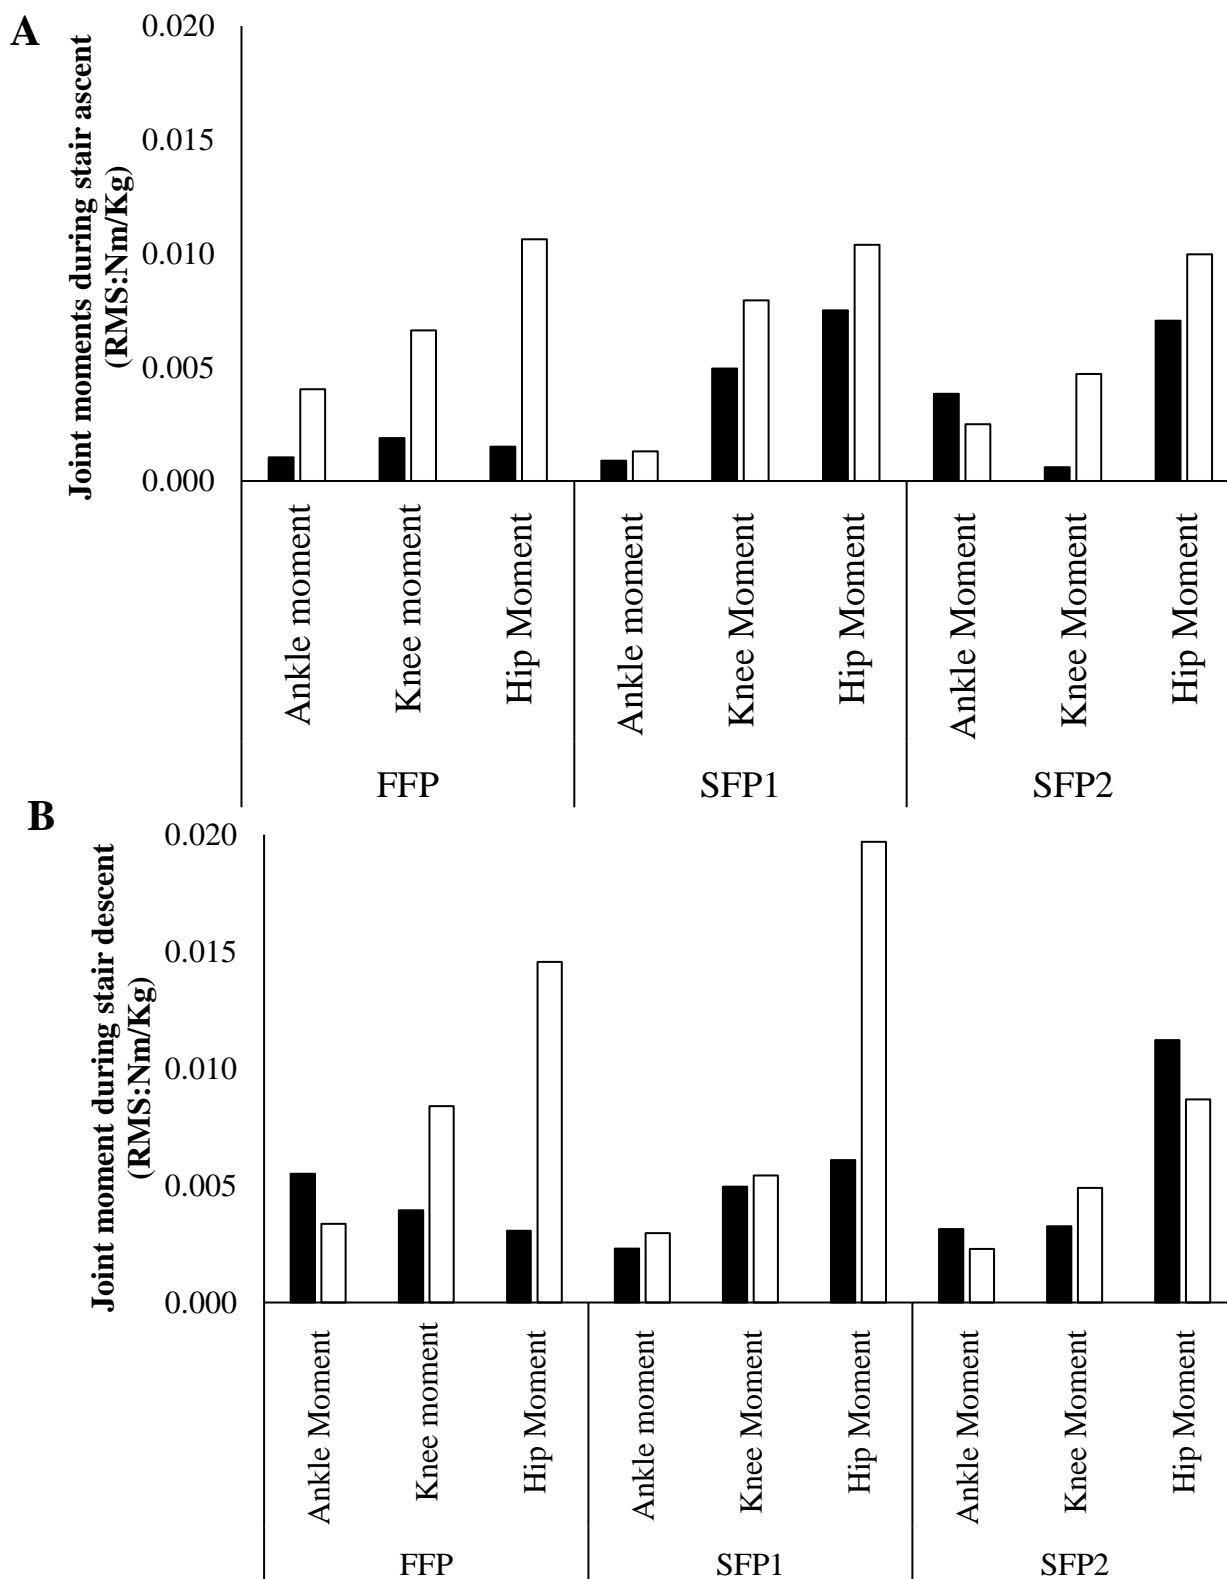 A
Joint moments during stair ascent
(RMS:Nm/Kg)
0.020
0.015
0.010
0.005
0.000
Ankle moment
Knee moment
Hip Moment
Ankle moment
Knee Moment
Hip Moment
Ankle Moment
Knee Moment
Hip Moment
FFP
SFP1
SFP2
B
Joint moment during stair descent
(RMS:Nm/Kg)
0.020
0.015
0.010
0.005
0.000
Ankle Moment
Knee moment
Hip Moment
Ankle moment
Knee Moment
Hip Moment
Ankle Moment
Knee Moment
Hip Moment
FFP
SFP1
SFP2